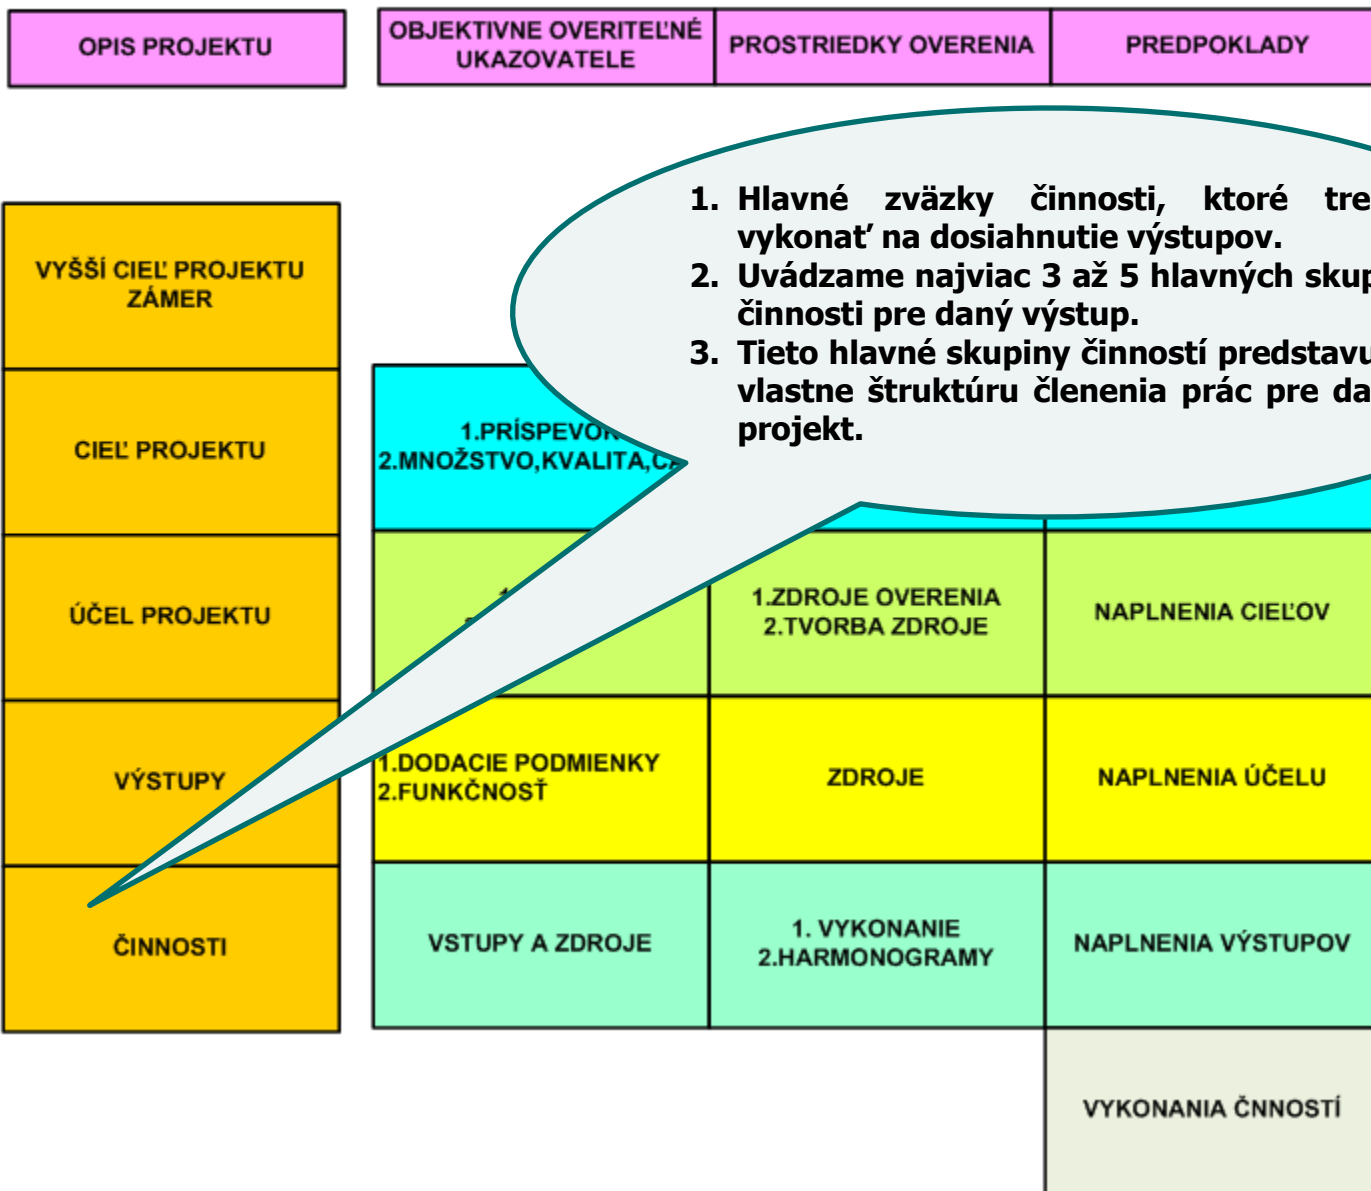 OPIS PROJEKTU
OBJEKTIVNE OVERITEĽNÉ
UKAZOVATELE
PROSTRIEDKY OVERENIA
PREDPOKLADY
1. Hlavné zväzky činnosti, ktoré
vykonať na dosiahnutie výstupov.
2. Uvádzame najviac 3 až 5 hlavných
činnosti pre daný výstup.
3. Tieto hlavné skupiny činností
vlastne štruktúru členenia prác pre
projekt.
VYŠŠÍ CIEĽ PROJEKTU
ZÁMER
CIEĽ PROJEKTU
1.PRÍSPEVOK
2.MNOŽSTVO,KVALITA,
ÚČEL PROJEKTU
1.ZDROJE OVERENIA
2.TVORBA ZDROJE
NAPLNENIA CIEĽOV
VÝSTUPY
1.DODACIE PODMIENKY
2.FUNKČNOSŤ
ZDROJE
NAPLNENIA ÚČELU
ČINNOSTI
VSTUPY A ZDROJE
1. VYKONANIE
2.HARMONOGRAMY
NAPLNENIA VÝSTUPOV
VYKONANIA ČNNOSTÍ